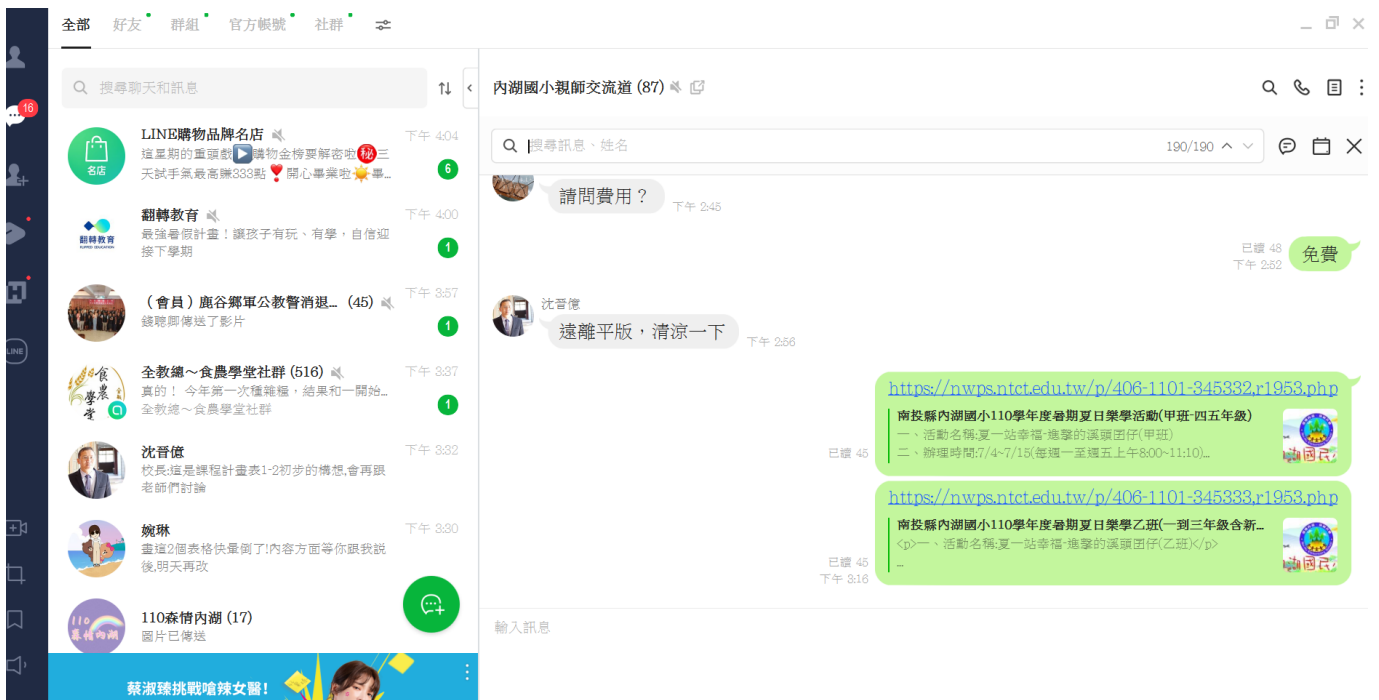 全部 好友 群組 官方帳號 社群
16
搜尋聊天和訊息
LINE購物品牌名店
下午 4:04
這星期的重頭戲▶購物金榜要解密啦㊙三
天試手氣最高賺333點❣開心畢業啦☀畢...
6
名店
翻轉教育
下午 4:00
最強暑假計畫！讓孩子有玩、有學，自信迎
接下學期
1
翻轉教育
（會員）鹿谷鄉軍公教警消退... (45)
下午 3:57
錢聰卿傳送了影片
1
全教總～食農學堂社群 (516)
下午 3:37
真的！ 今年第一次種雜糧，結果和一開始...
全教總～食農學堂社群
1
食農學堂
沈晉億
下午 3:32
校長:這是課程計畫表1-2初步的構想,會再跟
老師們討論
婉琳
下午 3:30
畫這2個表格快暈倒了!內容方面等你跟我説
後,明天再改
110森情內湖 (17)
圖片已傳送
110
森情內湖
蔡淑臻挑戰嗆辣女醫!
LINE
內湖國小親師交流道 (87)
搜尋訊息、姓名
190/190
請問費用？
下午 2:45
已讀 48
下午 2:52
免費
沈晉億
遠離平版，清涼一下
下午 2:56
https://nwps.ntct.edu.tw/p/406-1101-345332,r1953.php
南投縣內湖國小110學年度暑期夏日樂學活動(甲班-四五年級)
一、活動名稱:夏一站幸福-進擊的溪頭囝仔(甲班)
二、辦理時間:7/4~7/15(每週一至週五上午8:00~11:10)...
已讀 45
https://nwps.ntct.edu.tw/p/406-1101-345333,r1953.php
南投縣內湖國小110學年度暑期夏日樂學乙班(一到三年級含新...
<p>一、活動名稱:夏一站幸福-進擊的溪頭囝仔(乙班)</p>
...
已讀 45
下午 3:16
輸入訊息